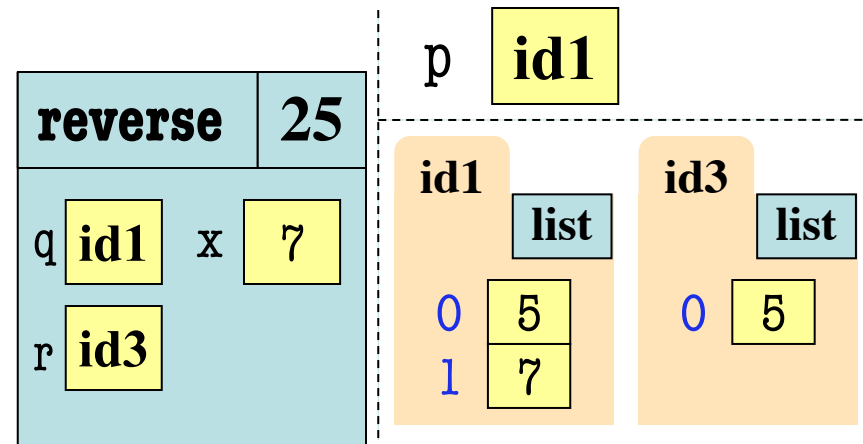 p id1
reverse 25
q id1 x 7
r id3
id1
list
0 5
1 7
id3
list
0 5